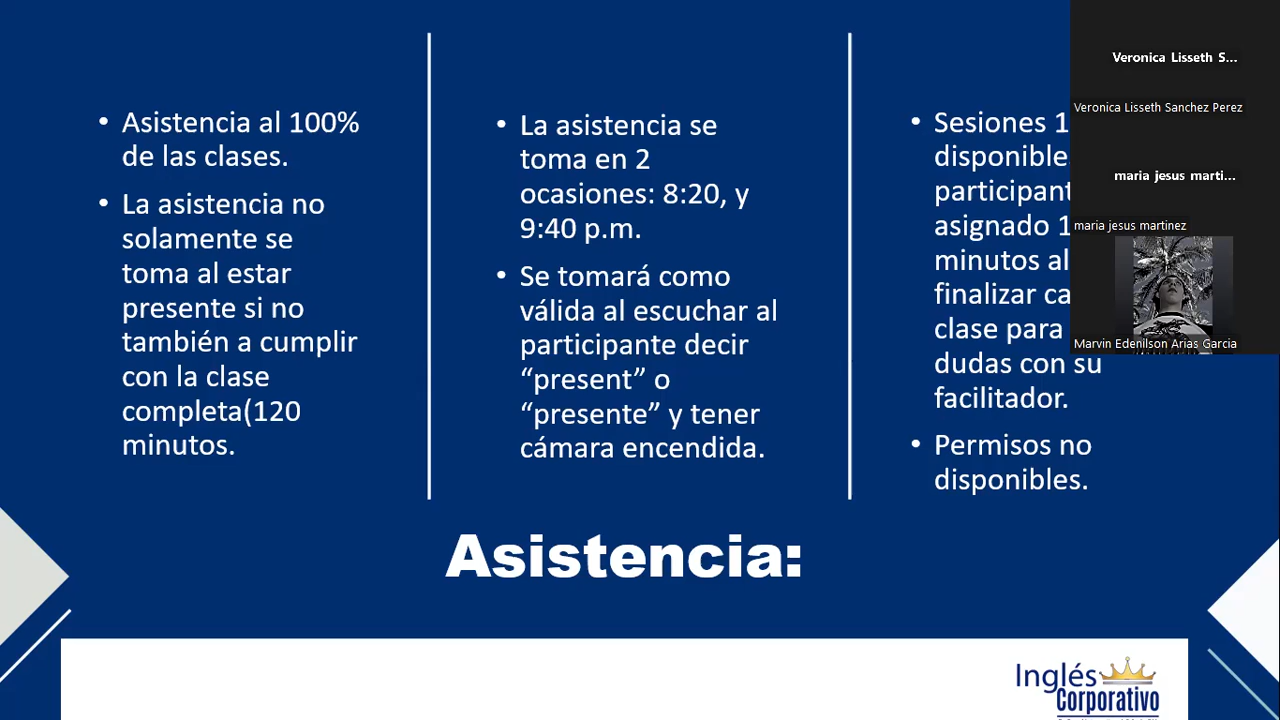 • Asistencia al 100%
de las clases.
• La asistencia no
solamente se
toma al estar
presente si no
también a cumplir
con la clase
completa(120
minutos.
• La asistencia se
toma en 2
ocasiones: 8:20, y
9:40 p.m.
• Se tomará como
válida al escuchar al
participante decir
“present” o
“presente” y tener
cámara encendida.
• Sesiones 1
disponible
participant
asignado 1
minutos al
finalizar ca
clase para
dudas con su
facilitador.
• Permisos no
disponibles.
Asistencia:
Veronica Lisseth S...
Veronica Lisseth Sanchez Perez
maria jesus marti...
maria jesus martinez
Marvin Edenilson Arias Garcia
Inglés
Corporativo